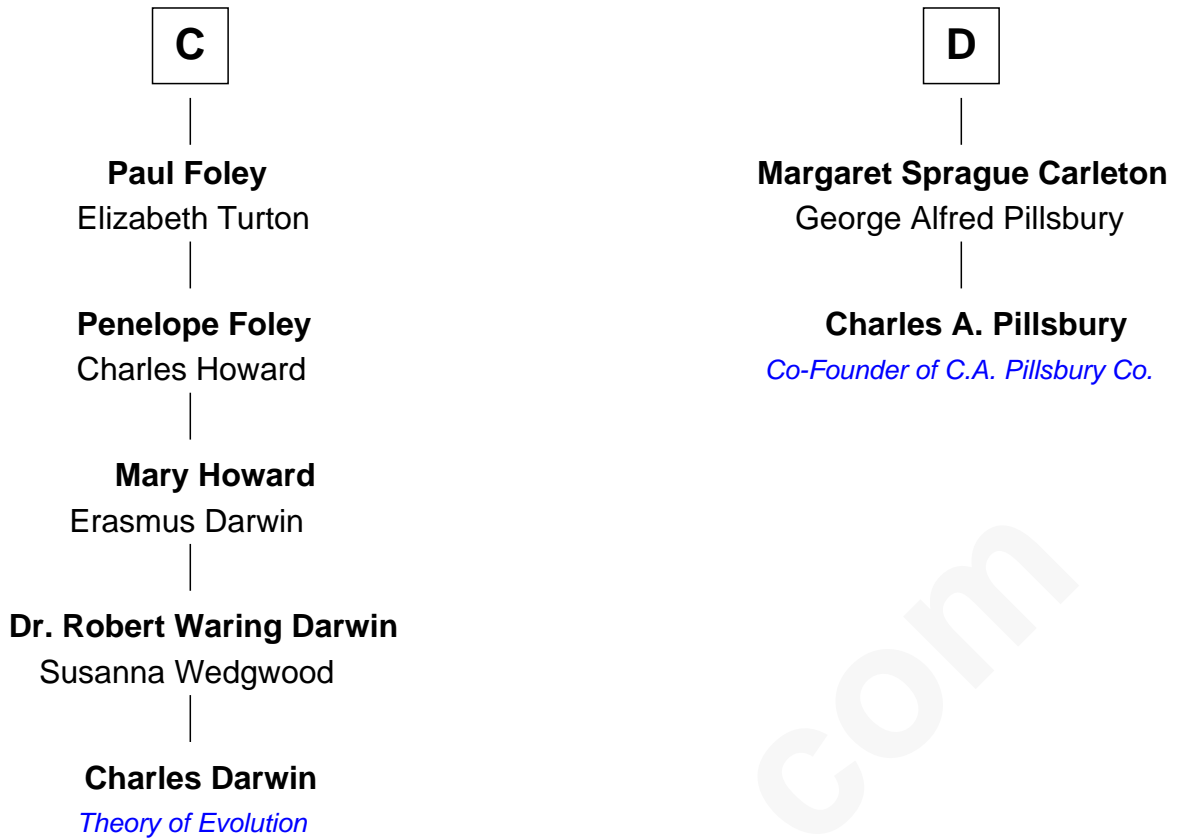 C
Paul Foley
Elizabeth Turton
Penelope Foley
Charles Howard
Mary Howard
Erasmus Darwin
Dr. Robert Waring Darwin
Susanna Wedgwood
Charles Darwin
Theory of Evolution
D
Margaret Sprague Carleton
George Alfred Pillsbury
Charles A. Pillsbury
Co-Founder of C.A. Pillsbury Co.
com